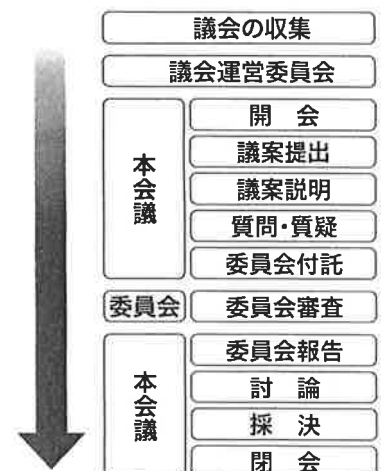 議会の収集
議会運営委員会
本会議
開　会
議案提出
議案説明
質問・質疑
委員会付託
委員会
委員会審査
本会議
委員会報告
討　論
採　決
閉　会